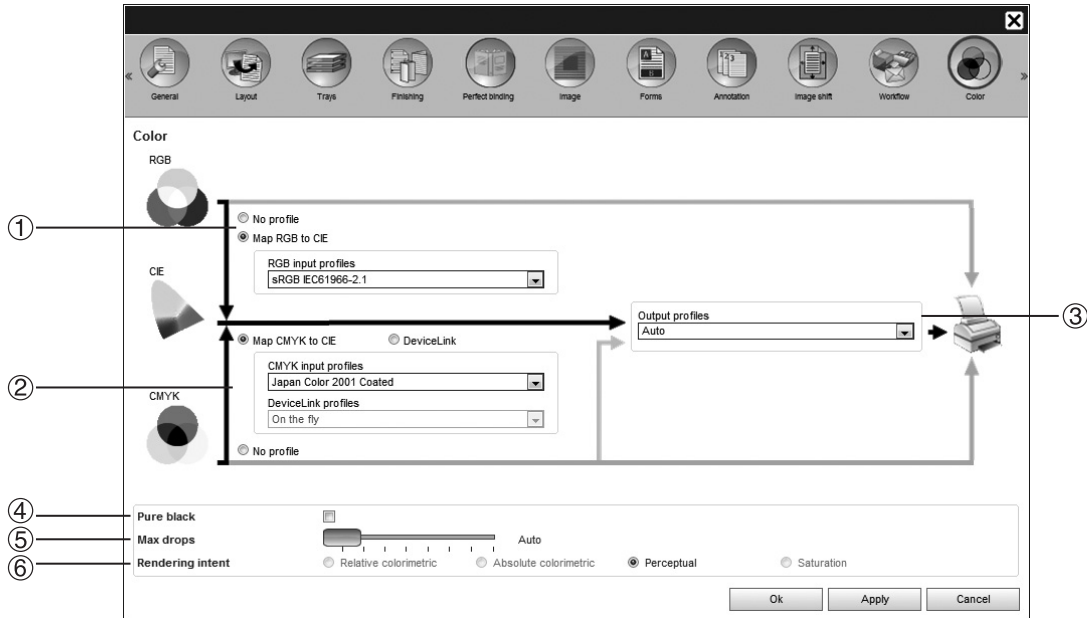 General Layout Trays Finishing Perfect binding Image Forms Annotation Image shift Workflow Color
Color
RGB
① No profile
Map RGB to CIE
RGB input profiles
sRGB IEC61966-2.1
CIE
Output profiles
Auto
③
Map CMYK to CIE DeviceLink
② CMYK input profiles
Japan Color 2001 Coated
CMYK
DeviceLink profiles
On the fly
No profile
④ Pure black
⑤ Max drops Auto
⑥ Rendering intent Relative colorimetric Absolute colorimetric Perceptual Saturation
Ok Apply Cancel